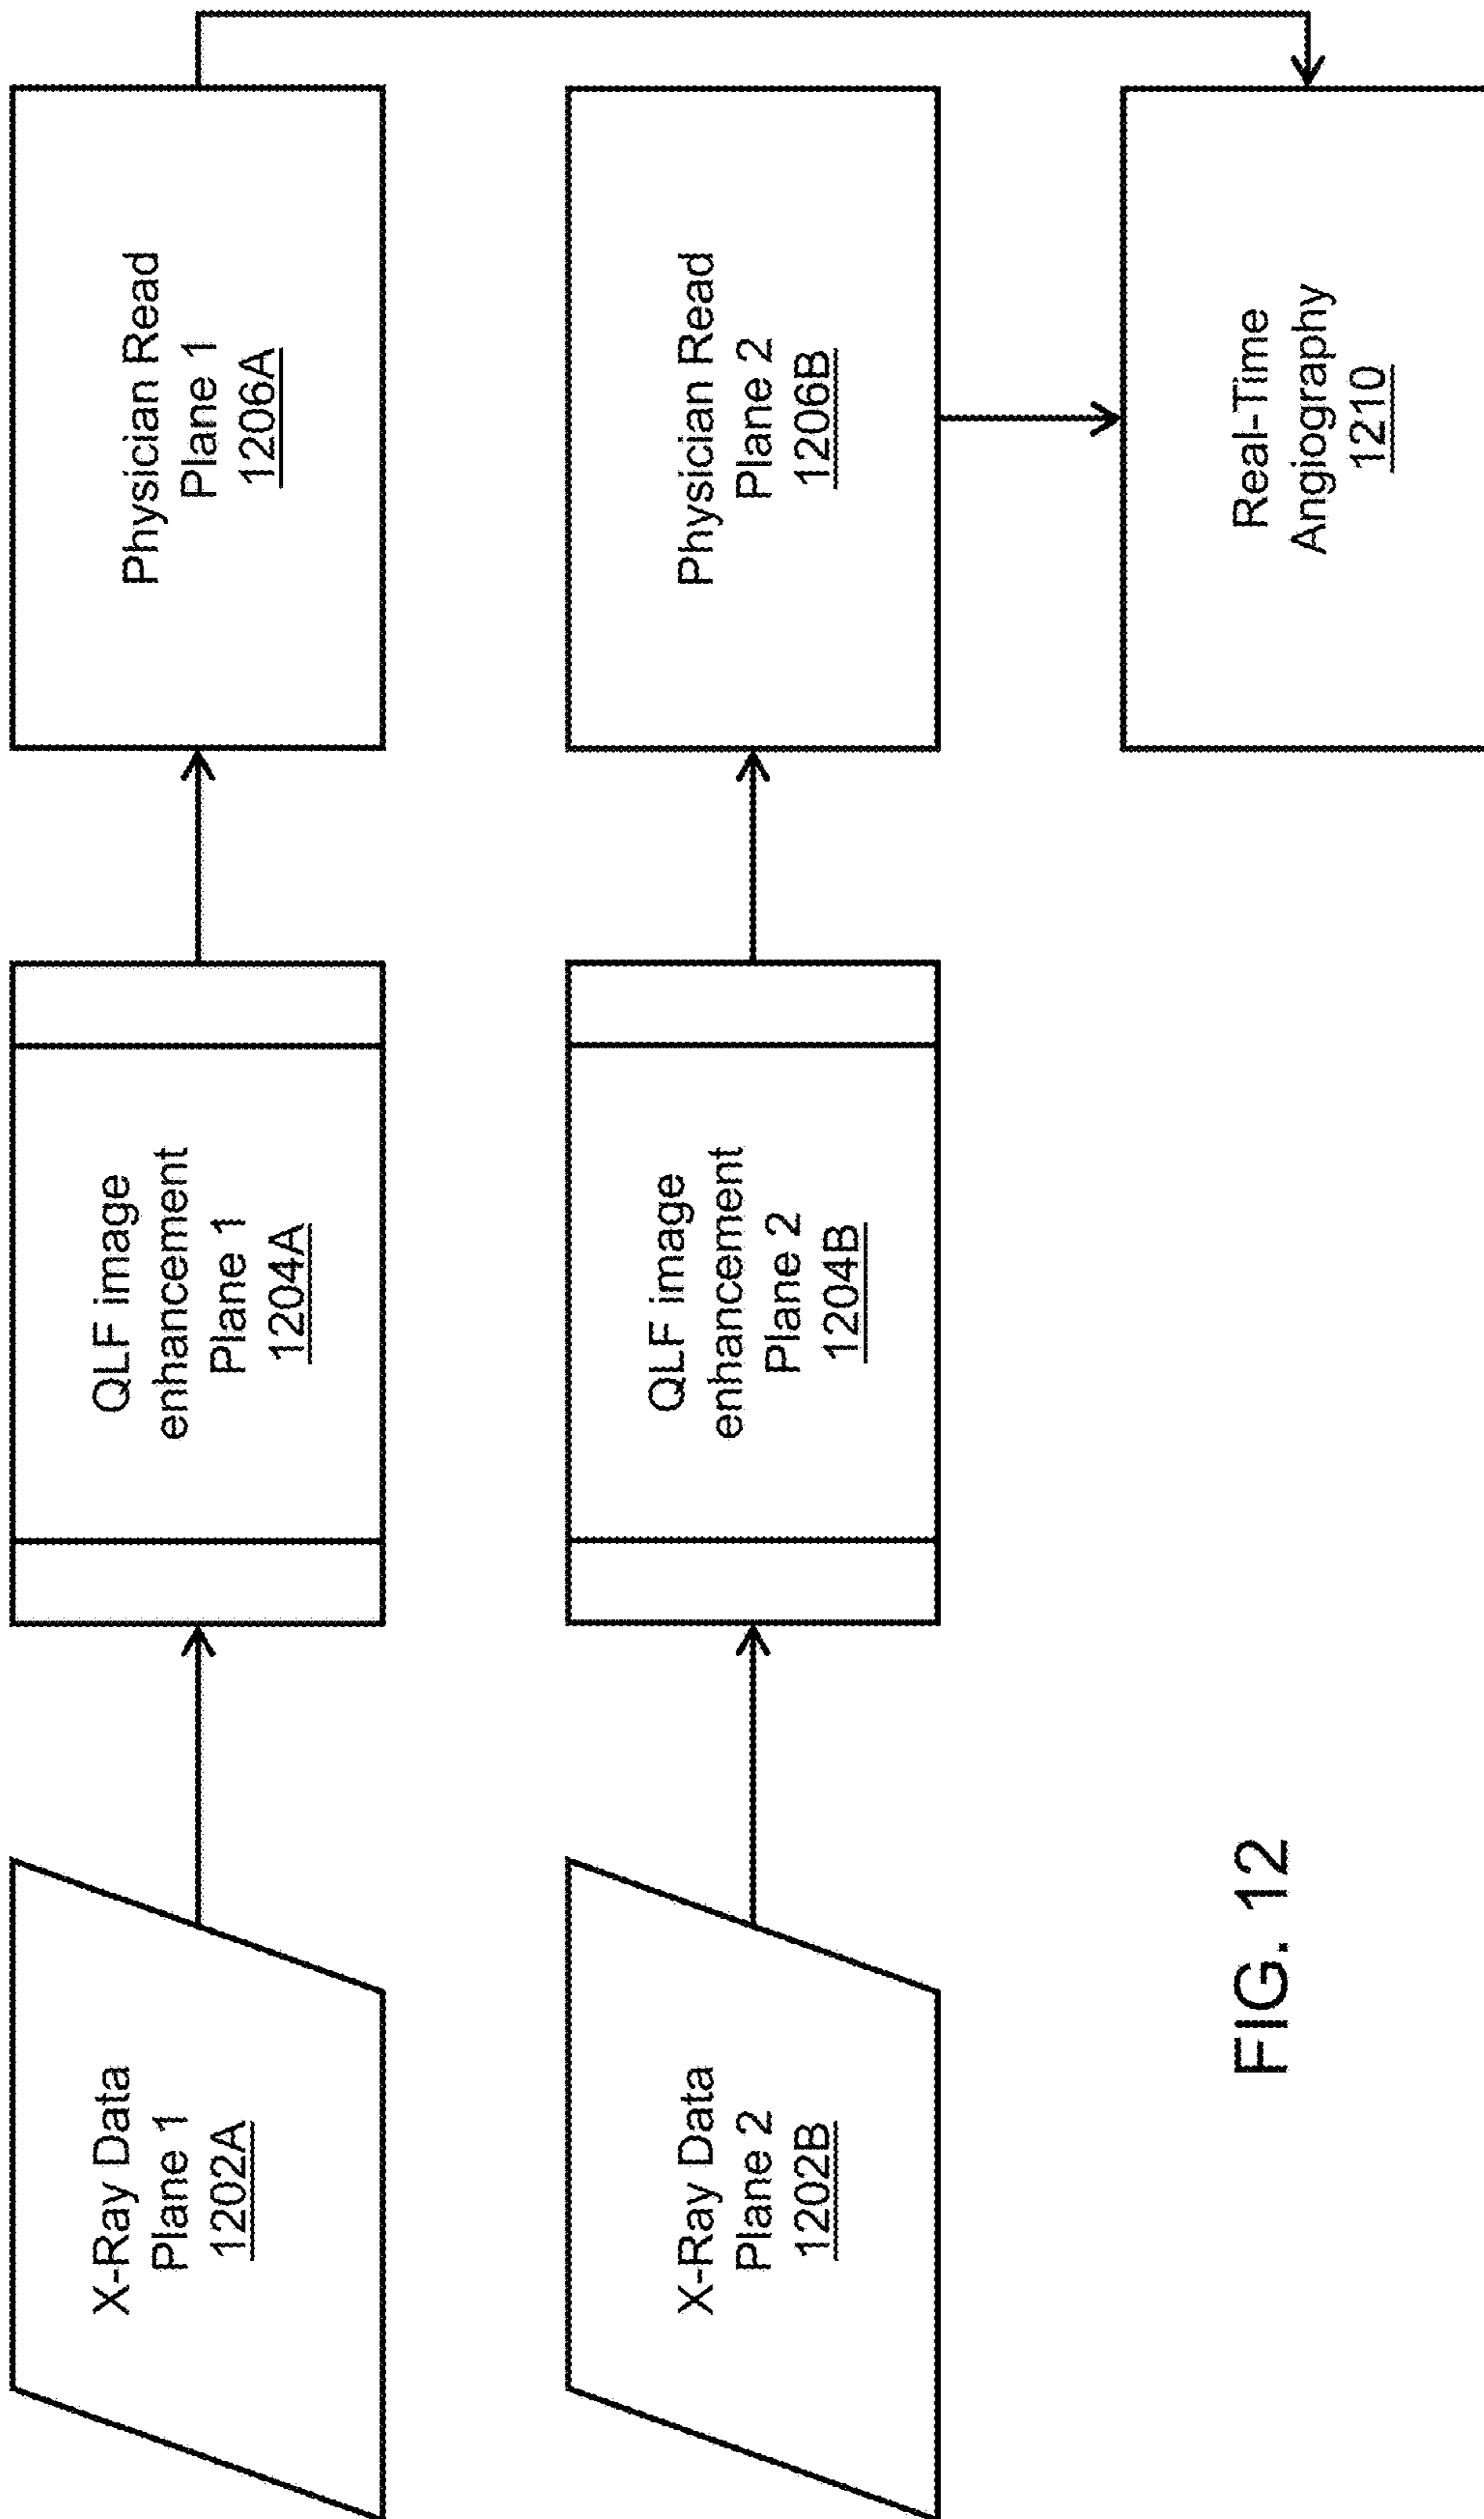 X-Ray Data
Plane 1
1202A
QLF image
enhancement
Plane 1
1204A
Physician Read
Plane 1
1206A
X-Ray Data
Plane 2
1202B
QLF image
enhancement
Plane 2
1204B
Physician Read
Plane 2
1206B
Real-Time
Angiography
1210
FIG. 12